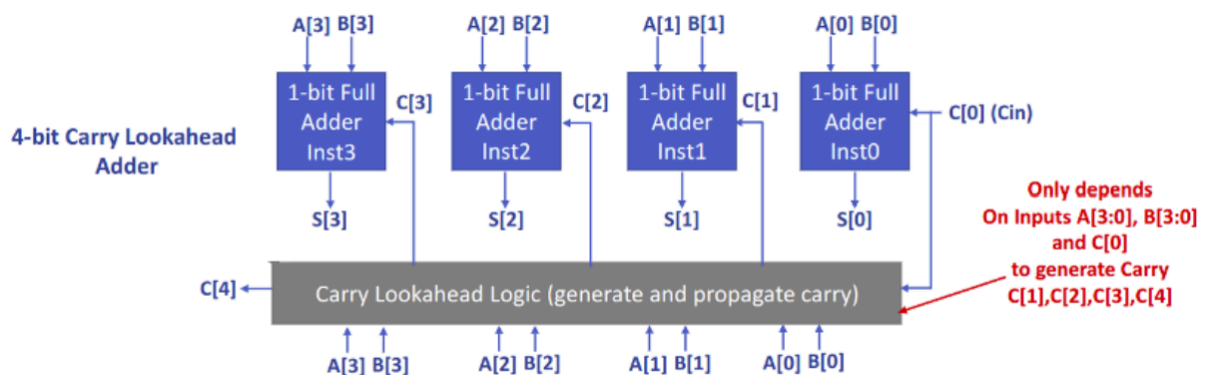 A[3] B[3]
A[2] B[2]
A[1] B[1]
A[0] B[0]
1-bit Full
Adder
Inst3
C[3]
1-bit Full
Adder
Inst2
C[2]
1-bit Full
Adder
Inst1
C[1]
1-bit Full
Adder
Inst0
C[0] (Cin)
4-bit Carry Lookahead
Adder
S[3]
S[2]
S[1]
S[0]
Only depends
On Inputs A[3:0], B[3:0]
and C[0]
to generate Carry
C[1],C[2],C[3],C[4]
C[4]
Carry Lookahead Logic (generate and propagate carry)
A[3] B[3]
A[2] B[2]
A[1] B[1]
A[0] B[0]